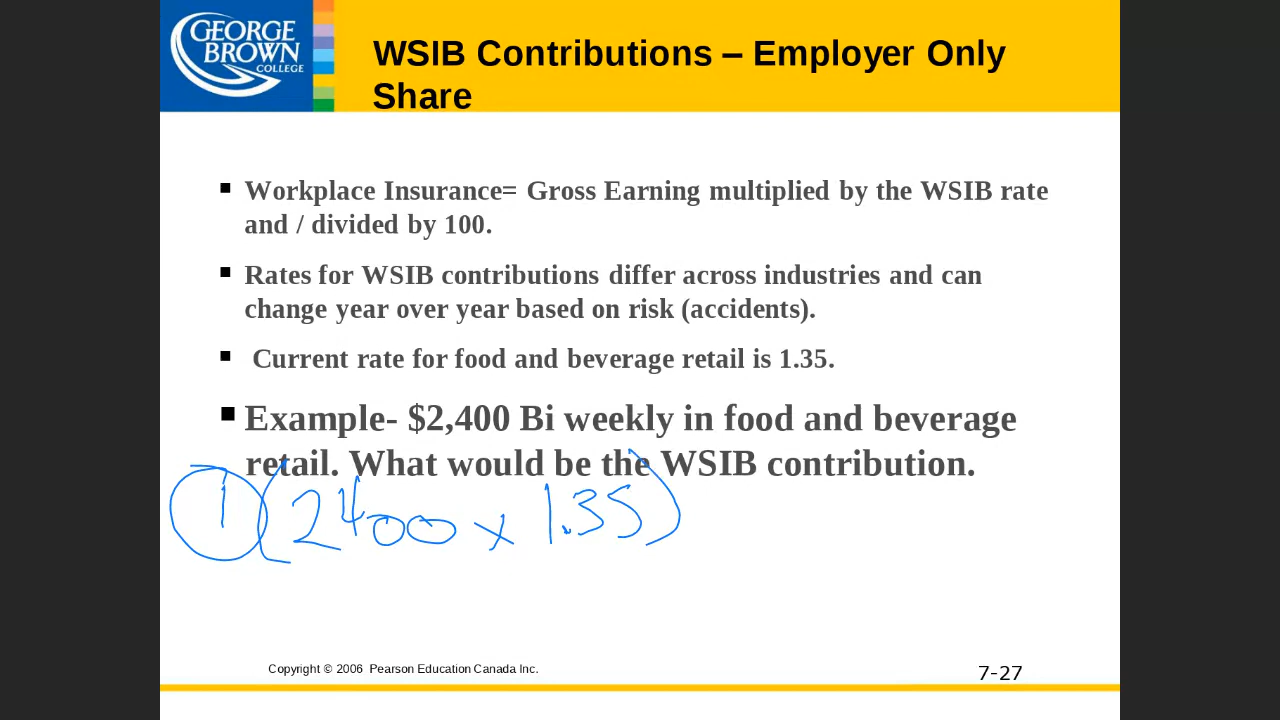 GEORGE
BROWN
COLLEGE
WSIB Contributions – Employer Only
Share
Workplace Insurance= Gross Earning multiplied by the WSIB rate
and / divided by 100.
Rates for WSIB contributions differ across industries and can
change year over year based on risk (accidents).
Current rate for food and beverage retail is 1.35.
Example- $2,400 Bi weekly in food and beverage
retail. What would be the WSIB contribution.
1 (2400 x 1.35)
Copyright © 2006 Pearson Education Canada Inc.
7-27